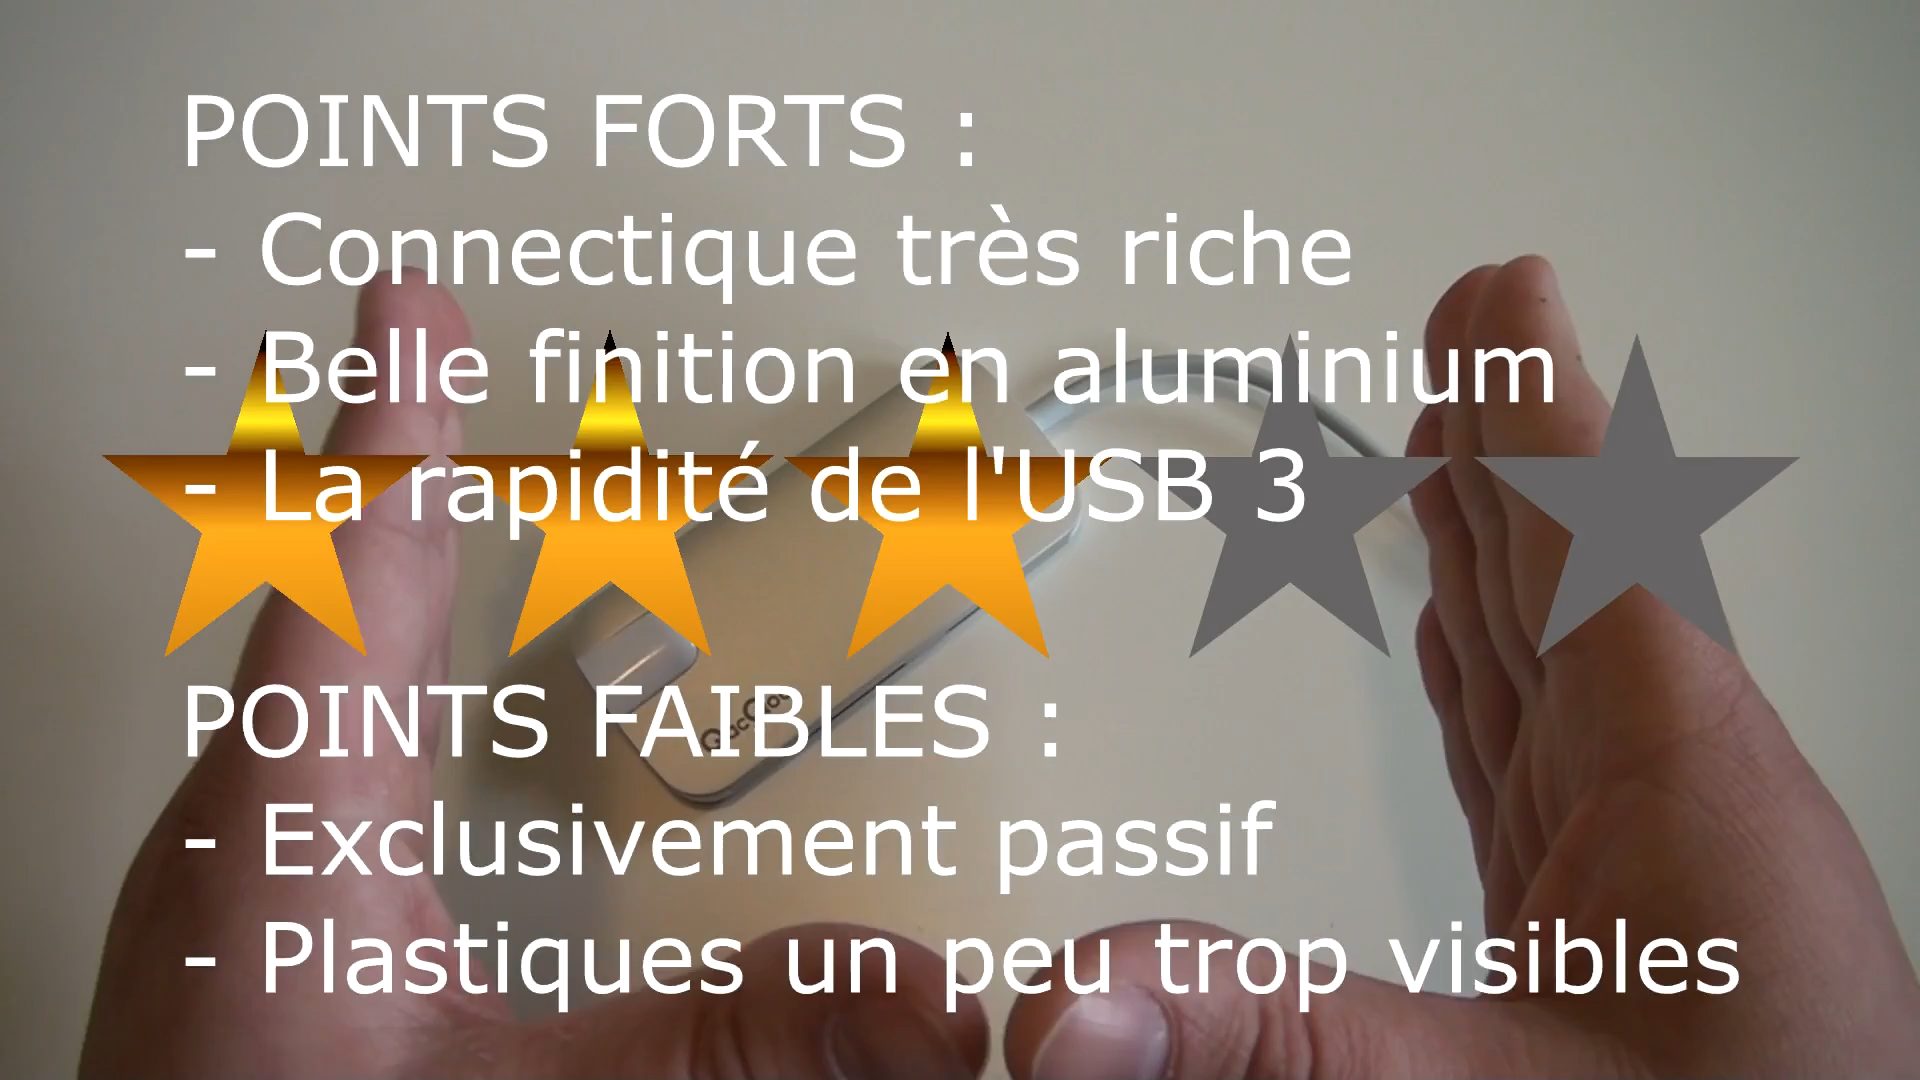 POINTS FORTS :
- Connectique très riche
- Belle finition en aluminium
- La rapidité de l'USB 3
POINTS FAIBLES :
- Exclusivement passif
- Plastiques un peu trop visibles